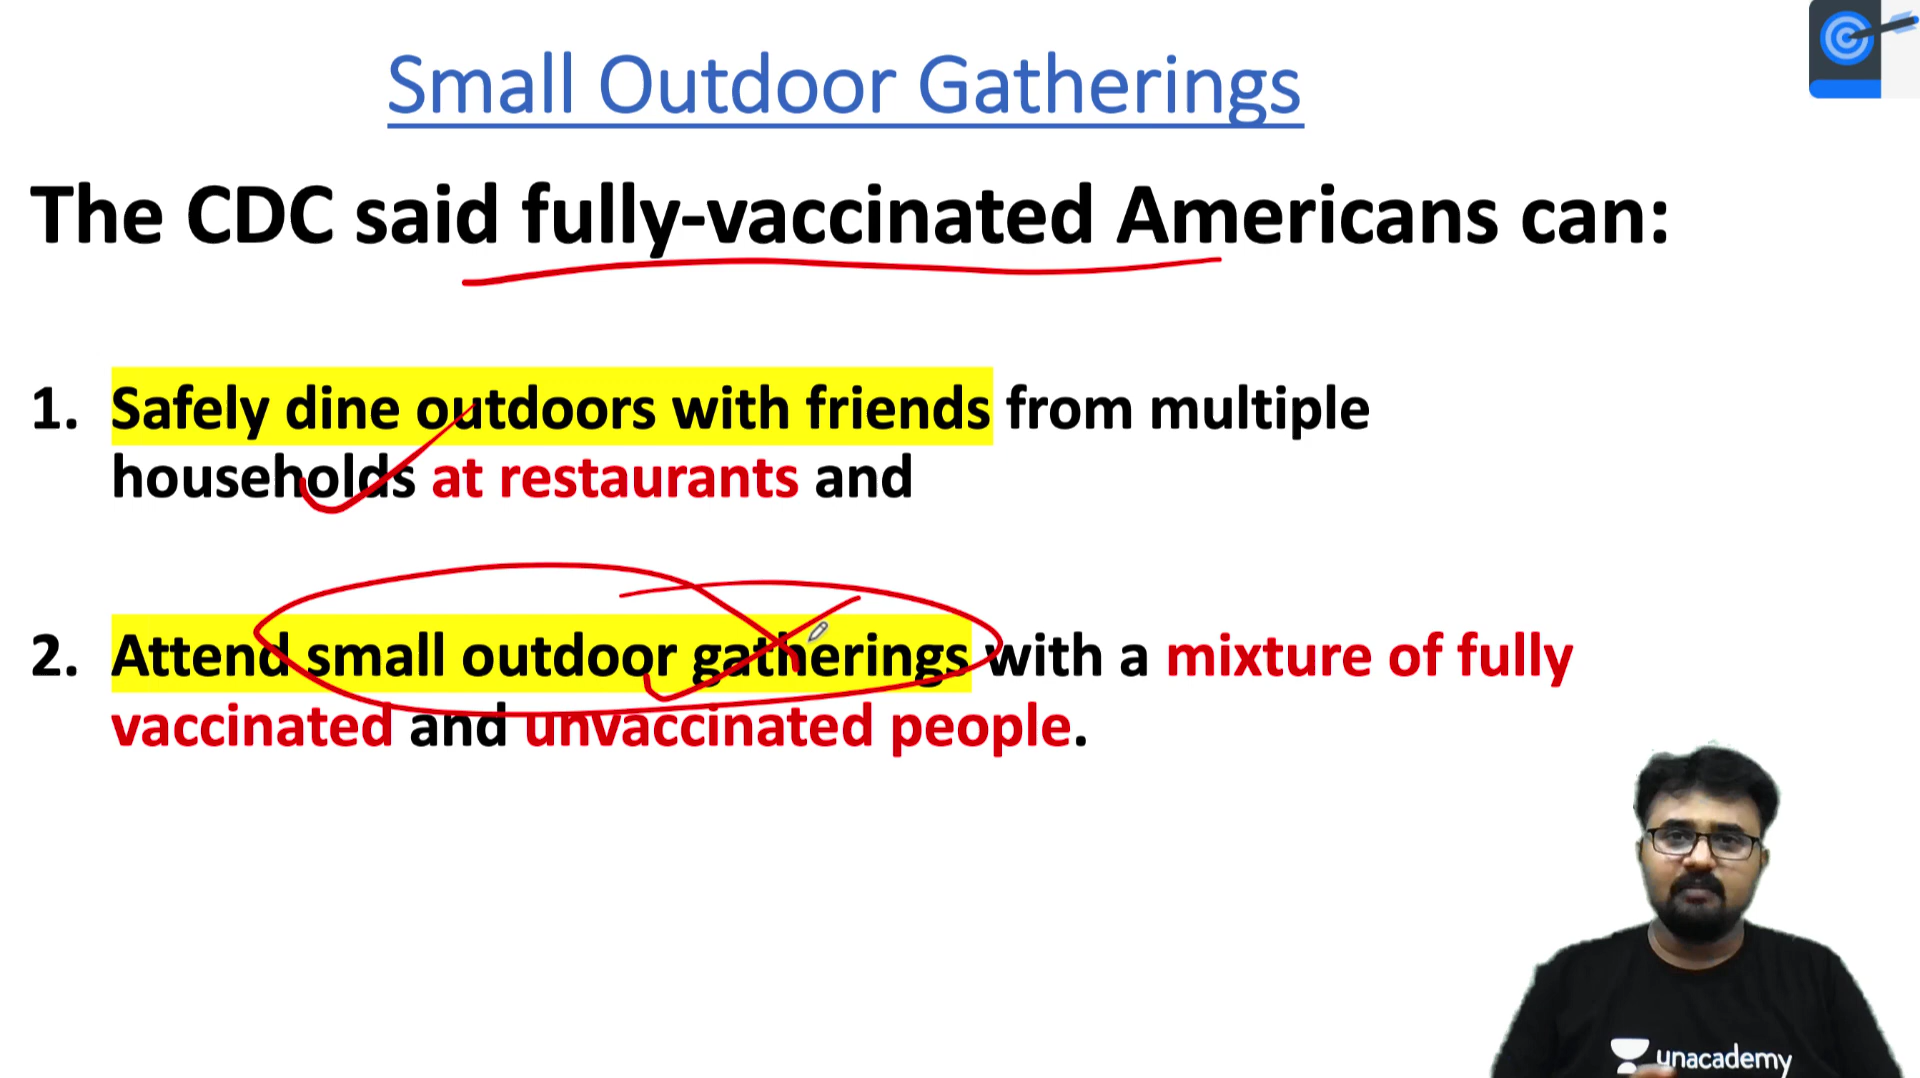 Small Outdoor Gatherings
The CDC said fully-vaccinated Americans can:
1. Safely dine outdoors with friends from multiple
households at restaurants and
2. Attend small outdoor gatherings with a mixture of fully
vaccinated and unvaccinated people.
unacademy